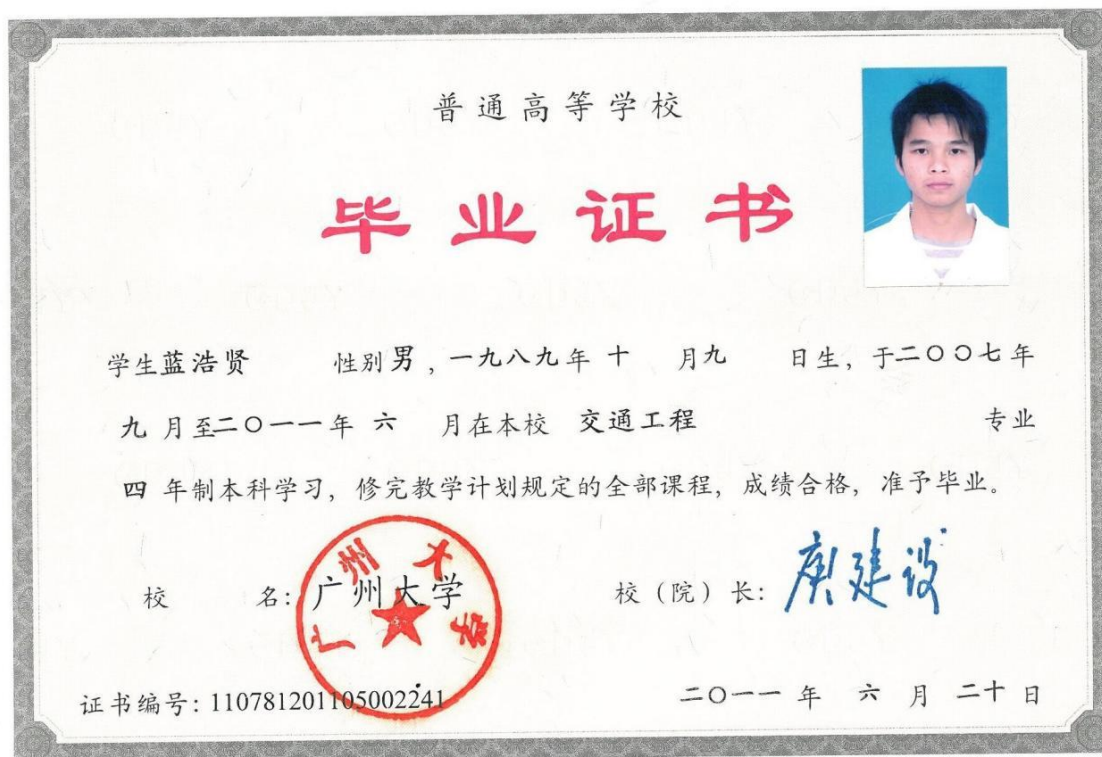 普通高等学校
毕业证书
学生蓝浩贤 性别男，一九八九年 十 月九 日生，于二〇〇七年
九 月至二〇一一年 六 月在本校 交通工程 专业
四 年制本科学习，修完教学计划规定的全部课程，成绩合格，准予毕业。
校 名：广州大学 校（院）长：庾建设
广州大学
证书编号：110781201105002241 二〇一一 年 六 月 二十 日